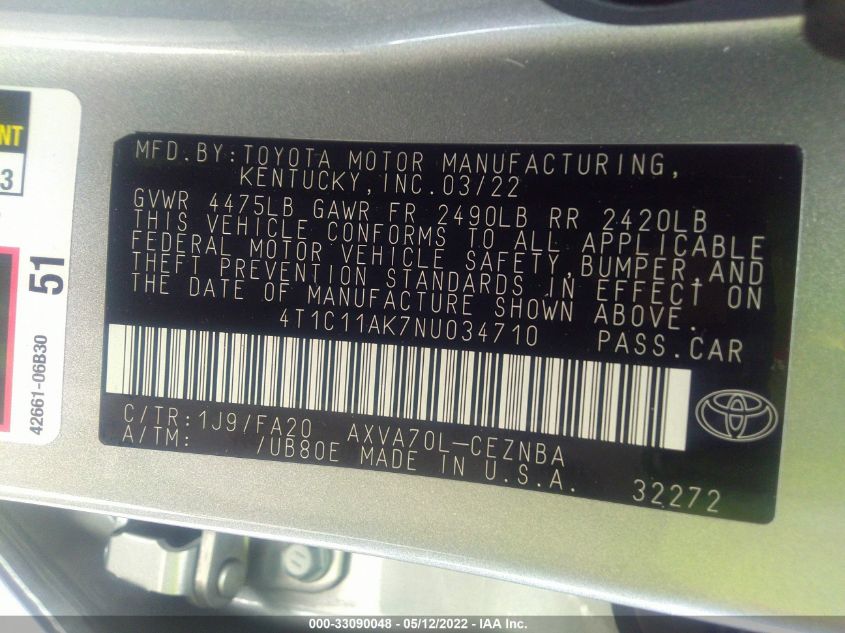 NT
3
51
42661-06B30
MFD.BY:TOYOTA MOTOR MANUFACTURING,
KENTUCKY,INC.03/22
GVWR 4475LB GAWR FR 2490LB RR 2420LB
THIS VEHICLE CONFORMS TO ALL APPLICABLE
FEDERAL MOTOR VEHICLE SAFETY,BUMPER,AND
THEFT PREVENTION STANDARDS IN EFFECT ON
THE DATE OF MANUFACTURE SHOWN ABOVE.
4T1C11AK7NU034710 PASS.CAR
C/TR:1J9/FA20 AXVA70L-CEZNBA
A/TM: /UB80E MADE IN U.S.A.
32272
000-33090048 - 05/12/2022 - IAA Inc.